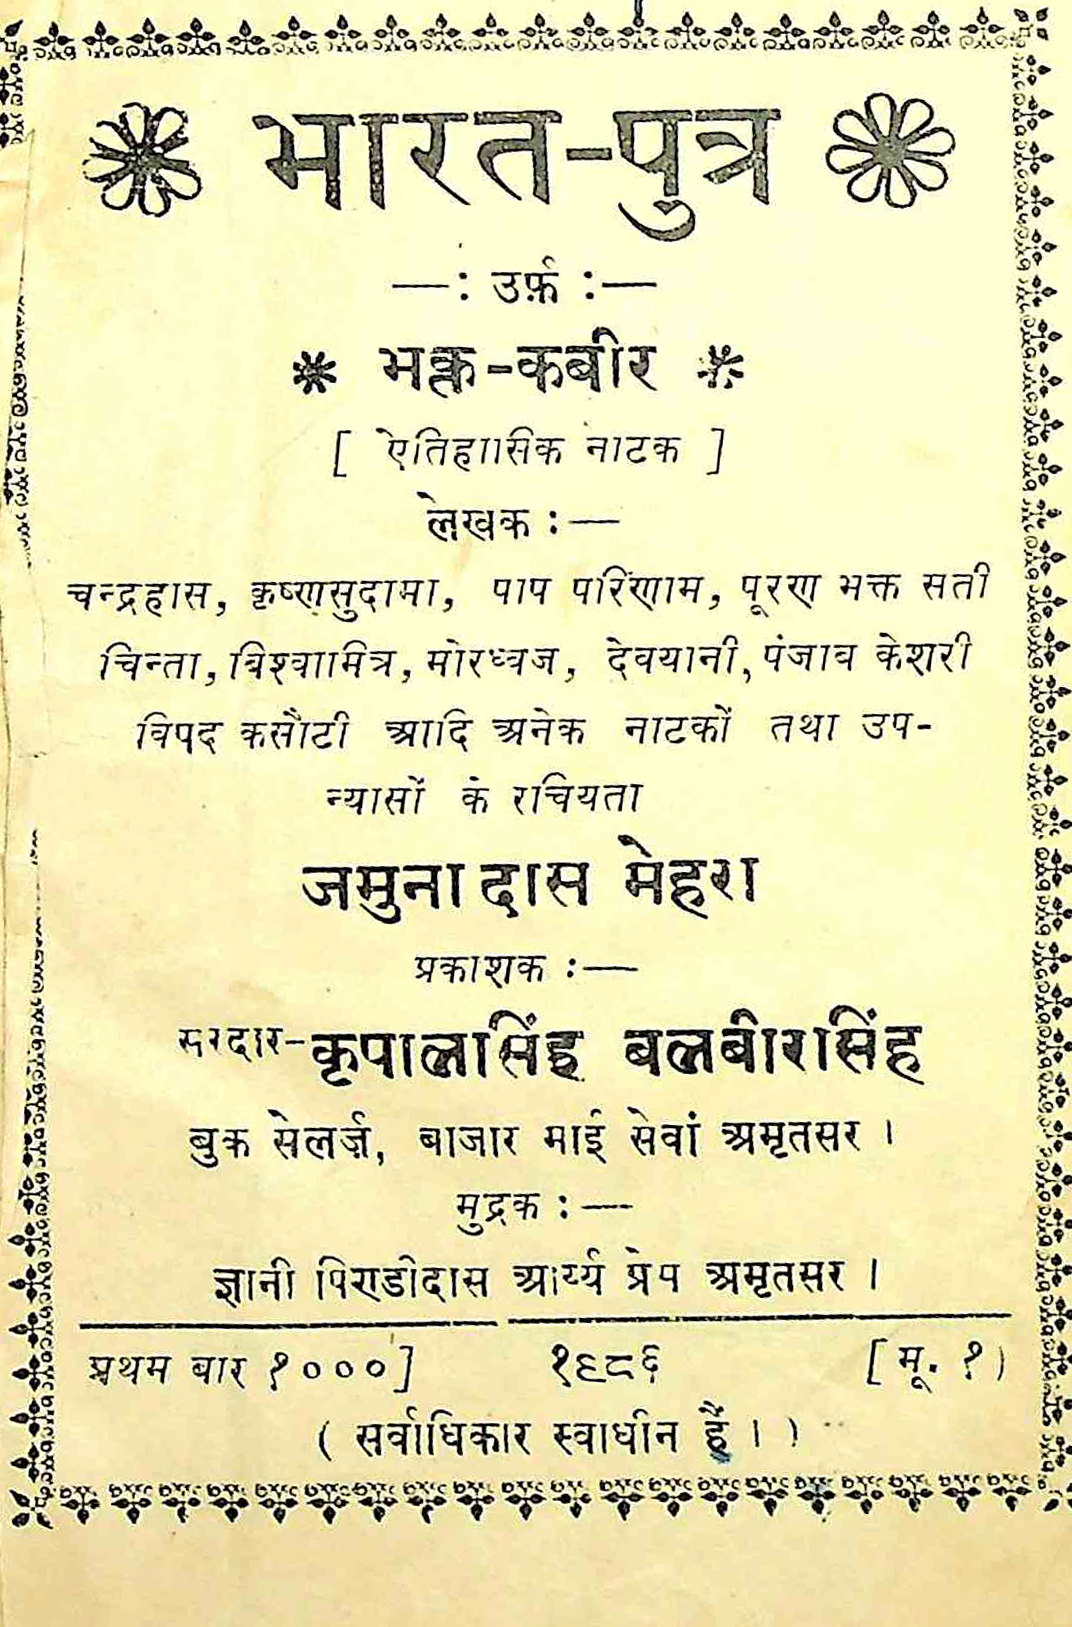 भारत-पुत्र
—: उर्फ़ :—
भक्त-कबीर
[ ऐतिहासिक नाटक ]
लेखक :—
चन्द्रहास, कृष्णसुदामा, पाप परिणाम, पूरण भक्त सती
चिन्ता, विश्वामित्र, मोरध्वज, देवयानी, पंजाब केशरी
विपद कसौटी आदि अनेक नाटकों तथा उप-
न्यासों के रचियता
जमुना दास मेहरा
प्रकाशक :—
सरदार-कृपालसिंह बलबीरसिंह
बुक सेलर्ज़, बाजार माई सेवां अमृतसर ।
मुद्रक :—
ज्ञानी पिण्डीदास आर्य्य प्रेस अमृतसर ।
प्रथम बार १०००] १९८६ [ मू. १)
( सर्वाधिकार स्वाधीन हैं । )